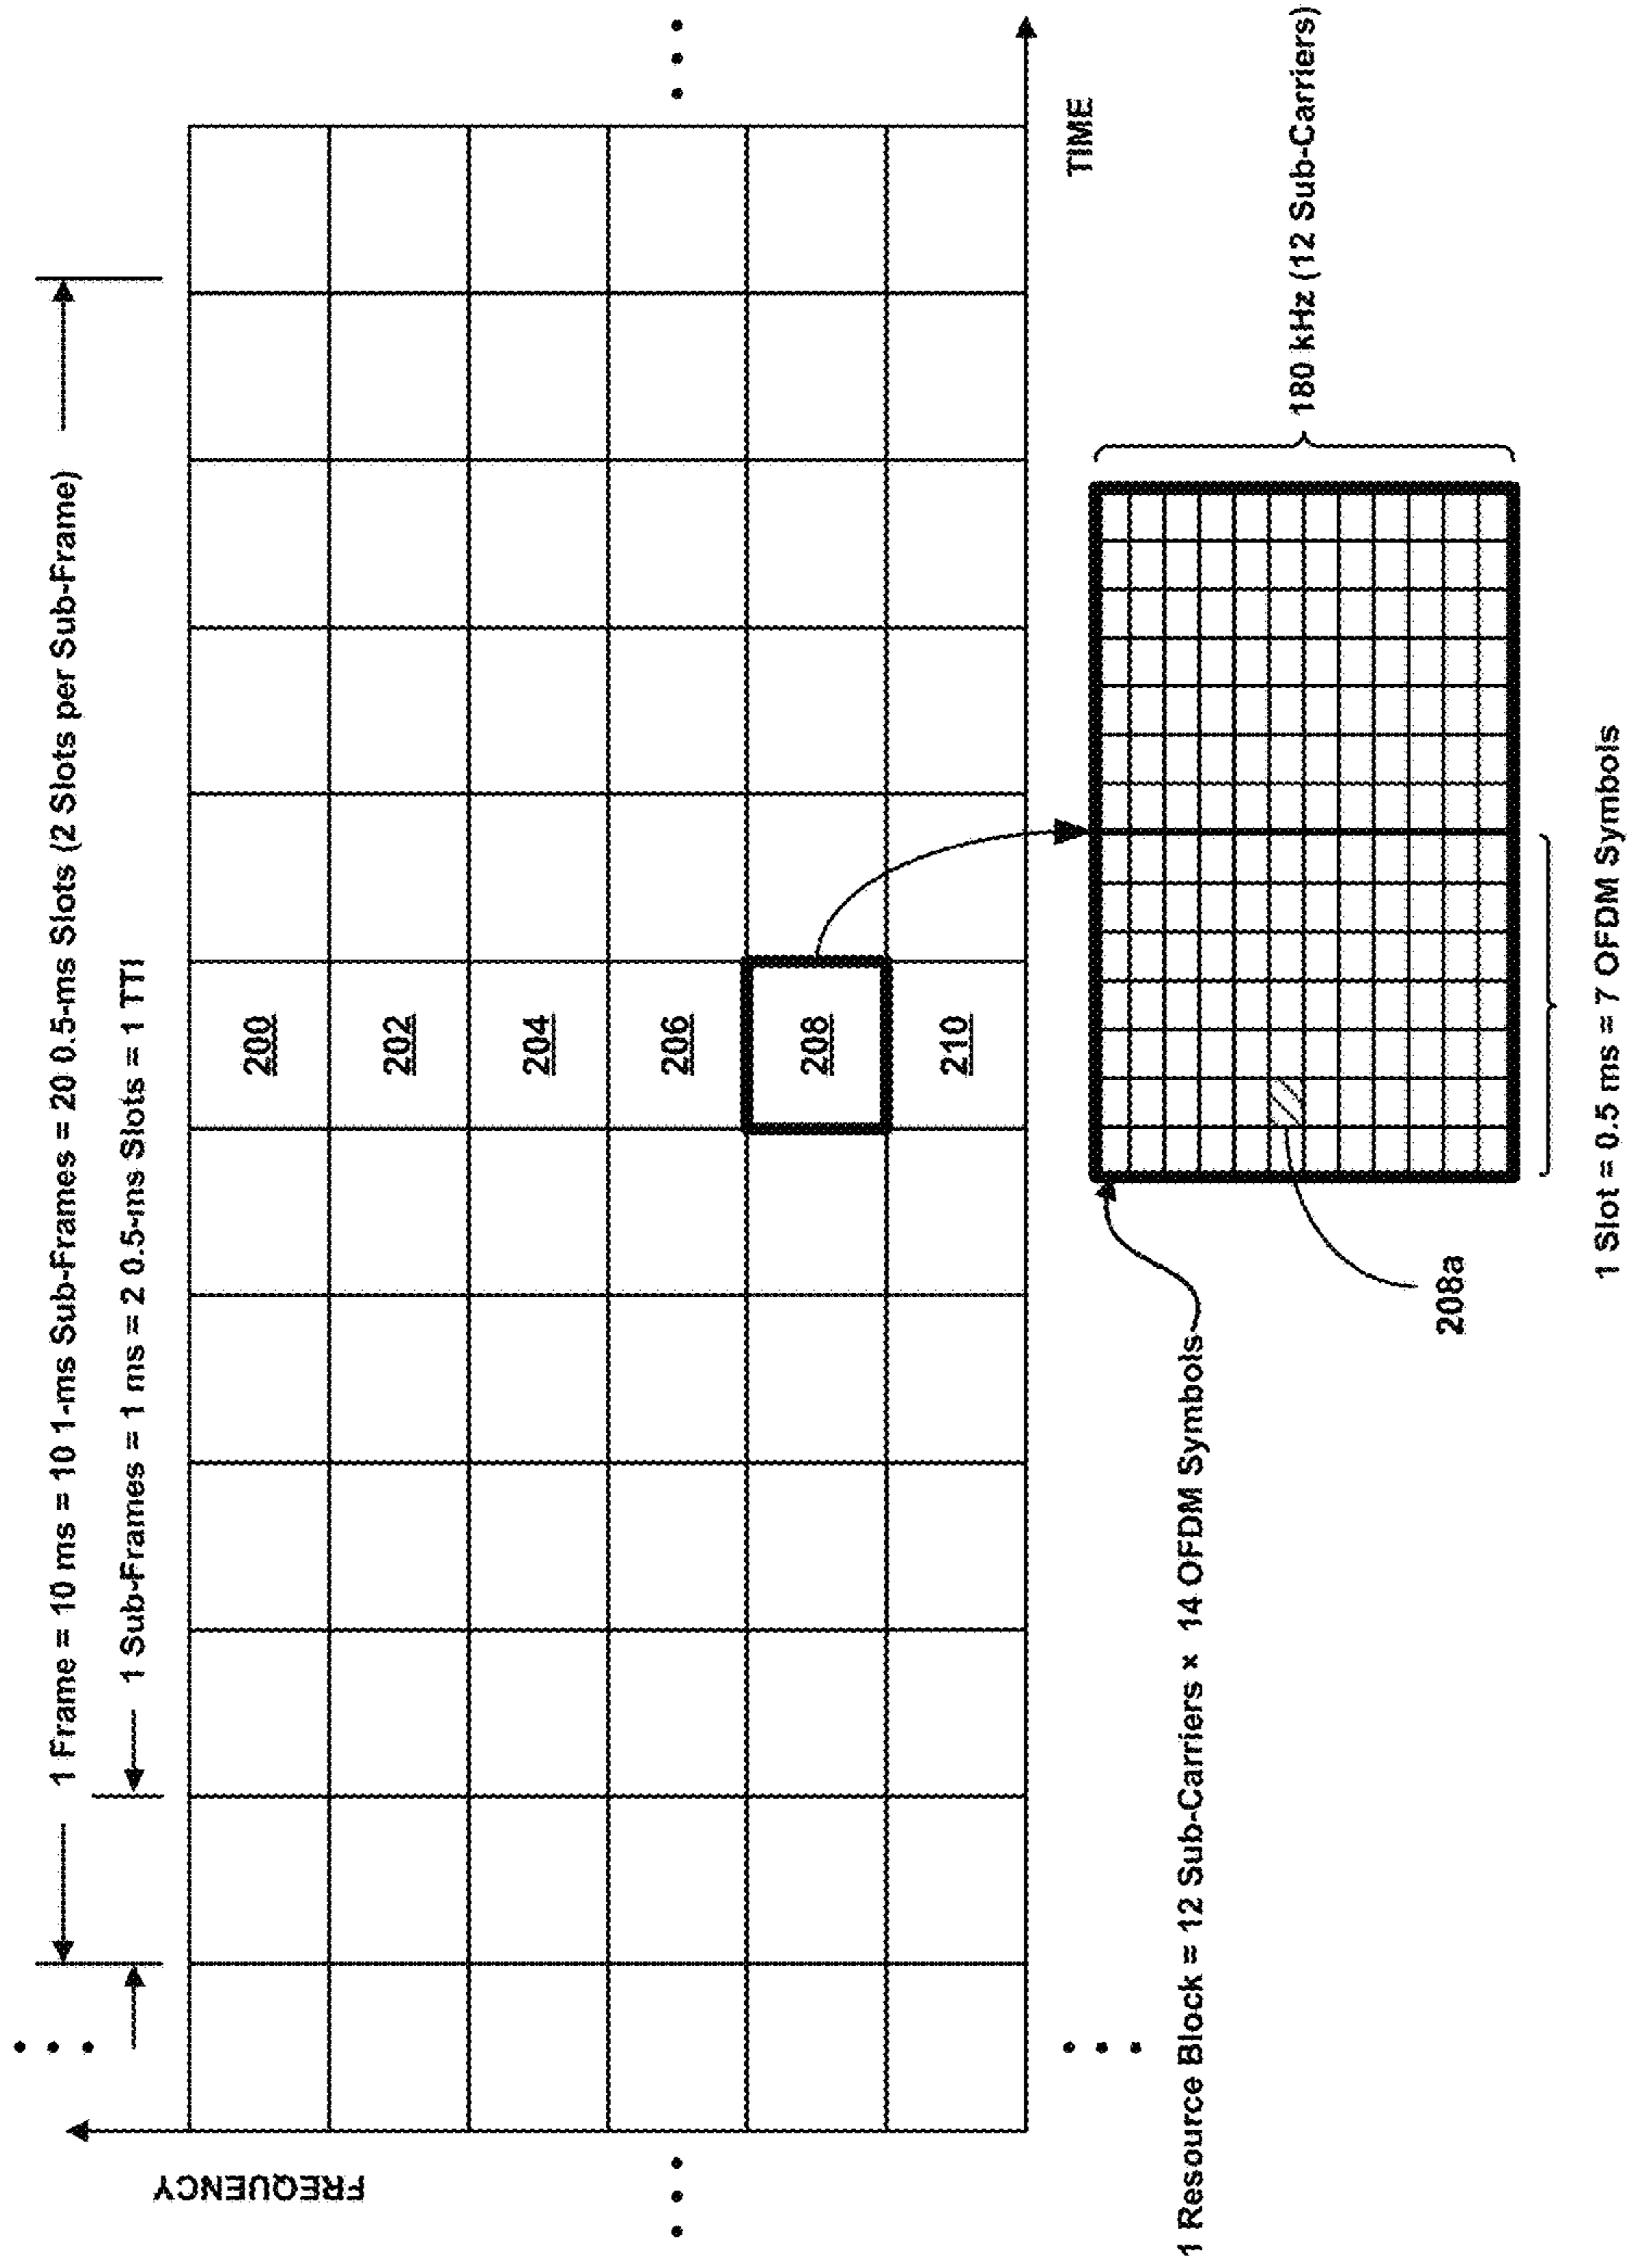 1 Frame = 10 ms = 10 1-ms Sub-Frames = 20 0.5-ms Slots (2 Slots per Sub-Frame)
1 Sub-Frames = 1 ms = 2 0.5-ms Slots = 1 TTI
FREQUENCY
200
202
204
206
208
210
TIME
1 Resource Block = 12 Sub-Carriers × 14 OFDM Symbols
180 kHz (12 Sub-Carriers)
208a
1 Slot = 0.5 ms = 7 OFDM Symbols